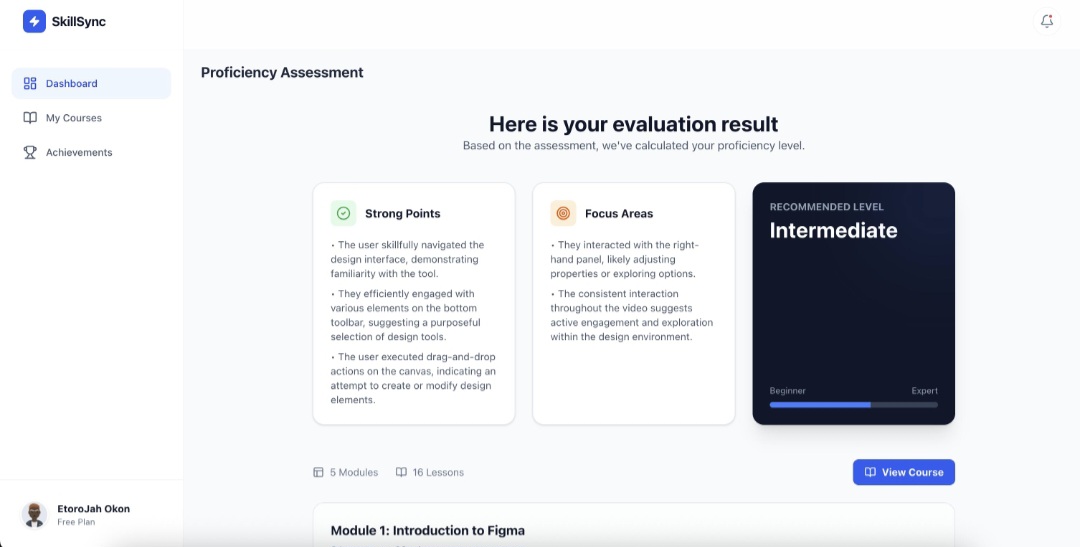 SkillSync
Dashboard
My Courses
Achievements
EtoroJah Okon
Free Plan
Proficiency Assessment
Here is your evaluation result
Based on the assessment, we've calculated your proficiency level.
Strong Points
• The user skillfully navigated the
design interface, demonstrating
familiarity with the tool.
• They efficiently engaged with
various elements on the bottom
toolbar, suggesting a purposeful
selection of design tools.
• The user executed drag-and-drop
actions on the canvas, indicating an
attempt to create or modify design
elements.
Focus Areas
• They interacted with the right-
hand panel, likely adjusting
properties or exploring options.
• The consistent interaction
throughout the video suggests
active engagement and exploration
within the design environment.
RECOMMENDED LEVEL
Intermediate
Beginner
Expert
5 Modules
16 Lessons
View Course
Module 1: Introduction to Figma